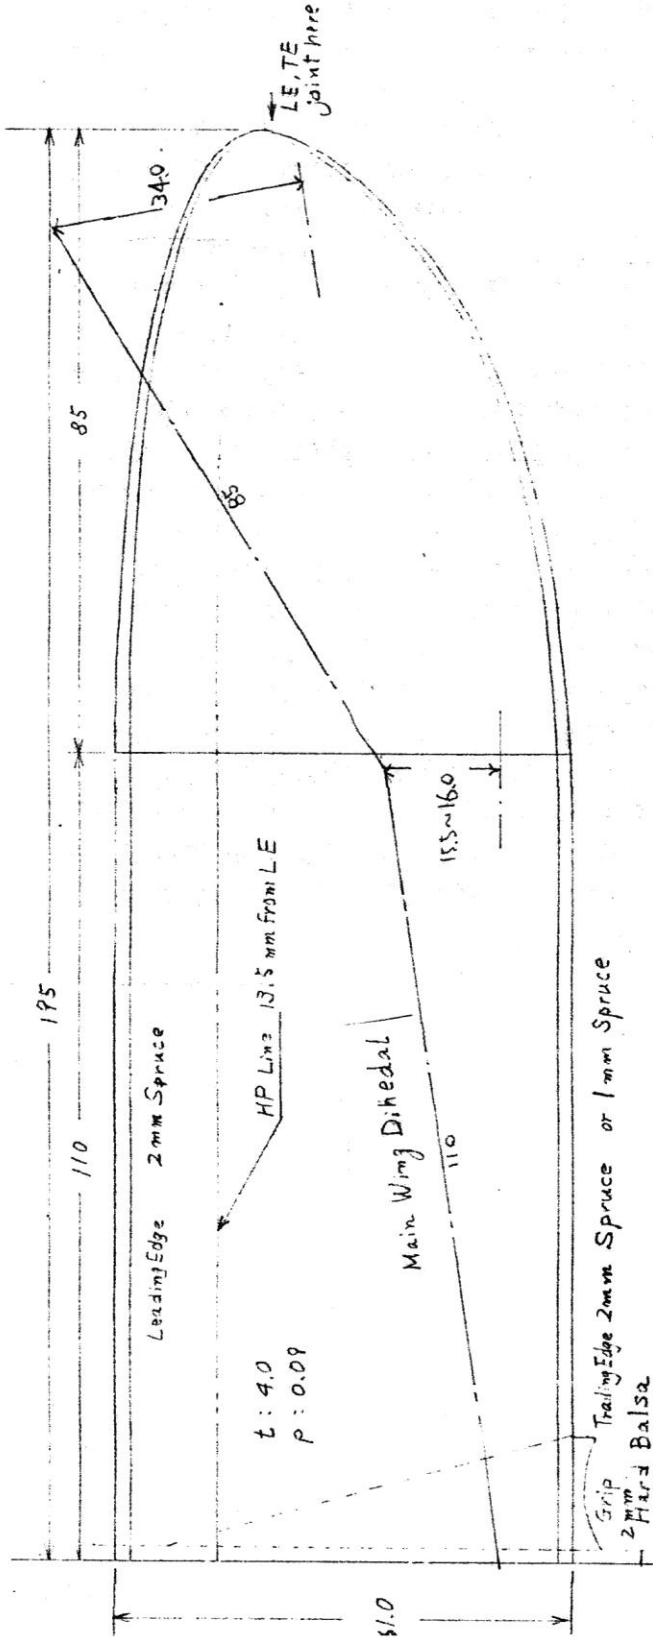 195
110
85
LE, TE
joint here
34.0
85
Leading Edge 2mm Spruce
HP Line 13.5 mm from LE
t : 4.0
ρ : 0.09
Main Wing Dihedal
110
15.5~16.0
Grip
2mm
Hard Balsa
Trailing Edge 2mm Spruce or 1mm Spruce